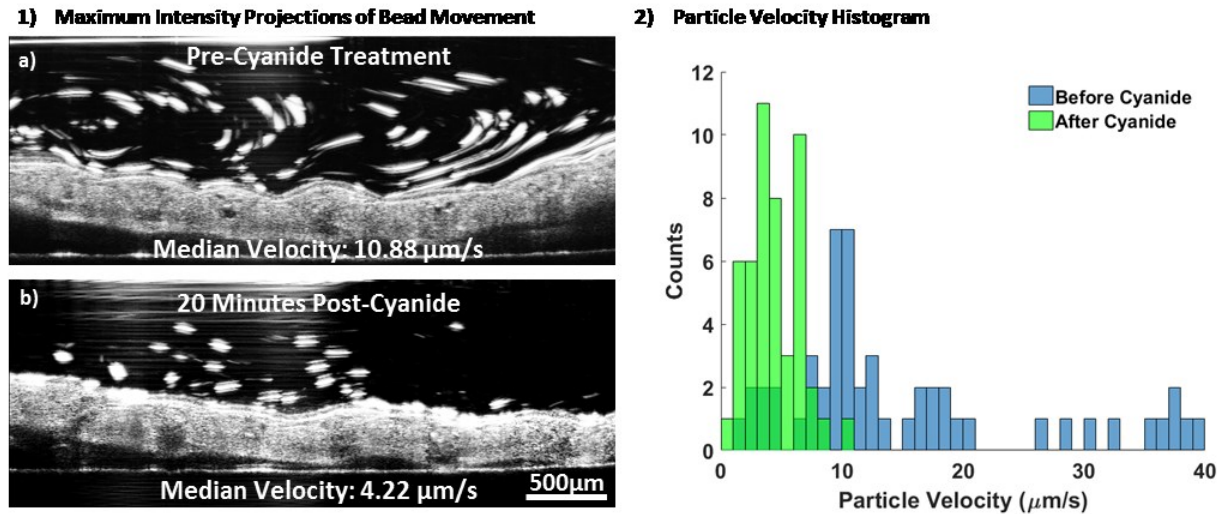 1) Maximum Intensity Projections of Bead Movement
a)
Pre-Cyanide Treatment
Median Velocity: 10.88 µm/s
b)
20 Minutes Post-Cyanide
Median Velocity: 4.22 µm/s
500µm
2) Particle Velocity Histogram
Before Cyanide
After Cyanide
Counts
12
10
8
6
4
2
0
0 10 20 30 40
Particle Velocity (µm/s)